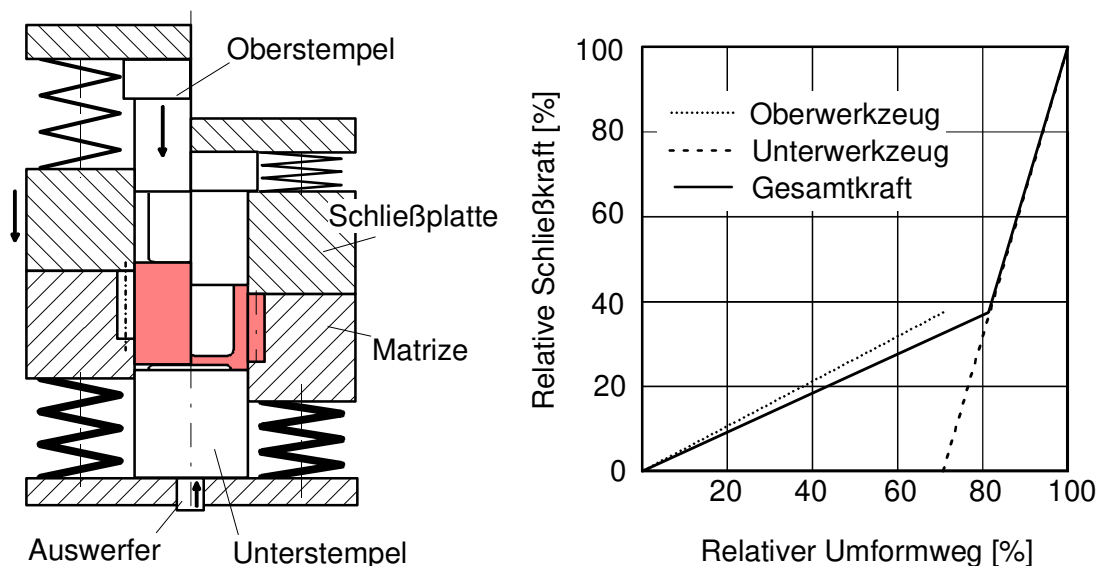 Oberstempel
Schließplatte
Matrize
Auswerfer
Unterstempel
Relative Schließkraft [%]
100
80
60
40
20
0
Oberwerkzeug
Unterwerkzeug
Gesamtkraft
20 40 60 80 100
Relativer Umformweg [%]